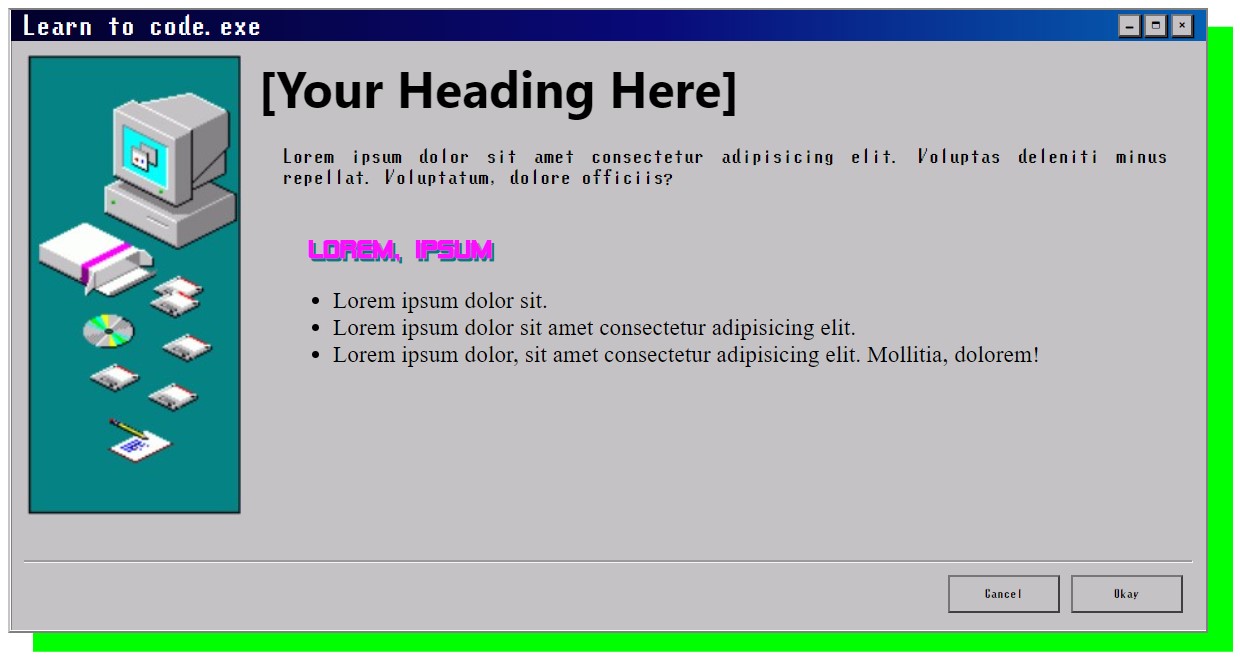 Learn to code.exe
[Your Heading Here]
Lorem ipsum dolor sit amet consectetur adipisicing elit. Voluptas deleniti minus
repellat. Voluptatum, dolore officiis?
LOREM, IPSUM
• Lorem ipsum dolor sit.
• Lorem ipsum dolor sit amet consectetur adipisicing elit.
• Lorem ipsum dolor, sit amet consectetur adipisicing elit. Mollitia, dolorem!
Cancel
Okay